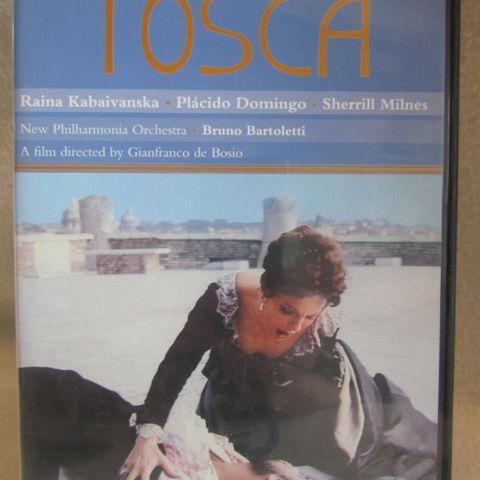 TOSCA
Raina Kabaivanska · Plácido Domingo · Sherrill Milnes
New Philharmonia Orchestra · Bruno Bartoletti
A film directed by Gianfranco de Bosio